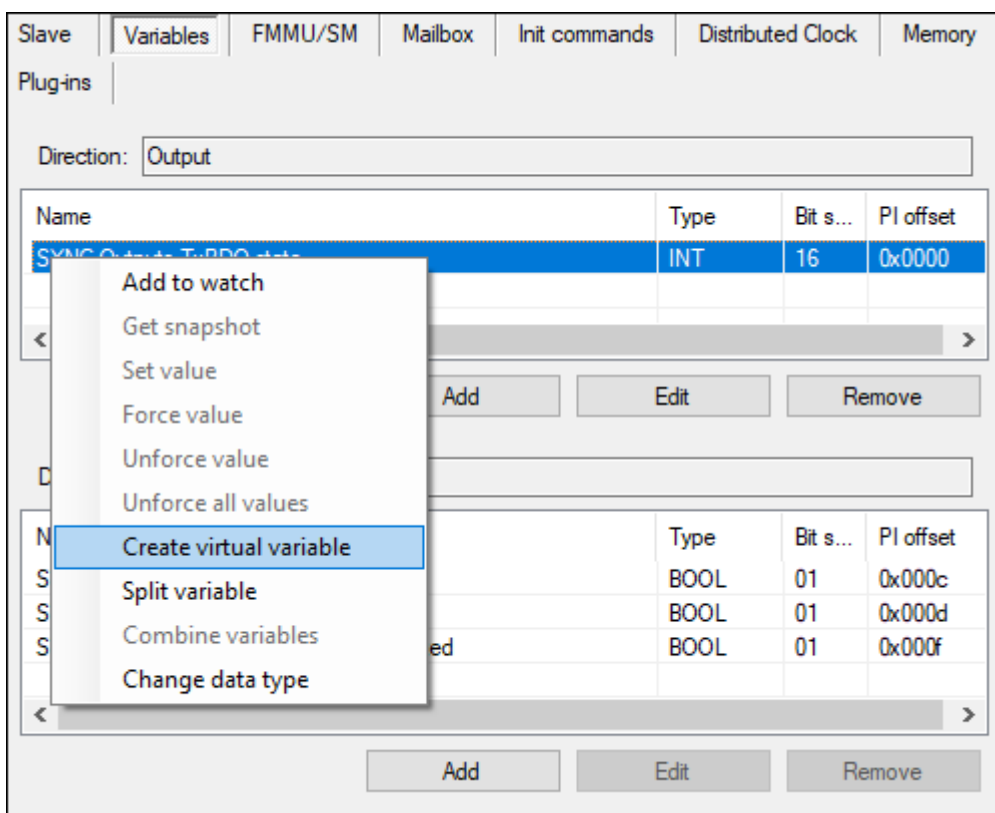 Slave Variables FMMU/SM Mailbox Init commands Distributed Clock Memory
Plug-ins
Direction: Output
Name Type Bit s... PI offset
INT 16 0x0000
Add to watch
Get snapshot
Set value
Force value
Unforce value
Unforce all values
Create virtual variable
Split variable
Combine variables
Change data type
Add Edit Remove
D
N Type Bit s... PI offset
S BOOL 01 0x000c
S BOOL 01 0x000d
S ed BOOL 01 0x000f
Add Edit Remove